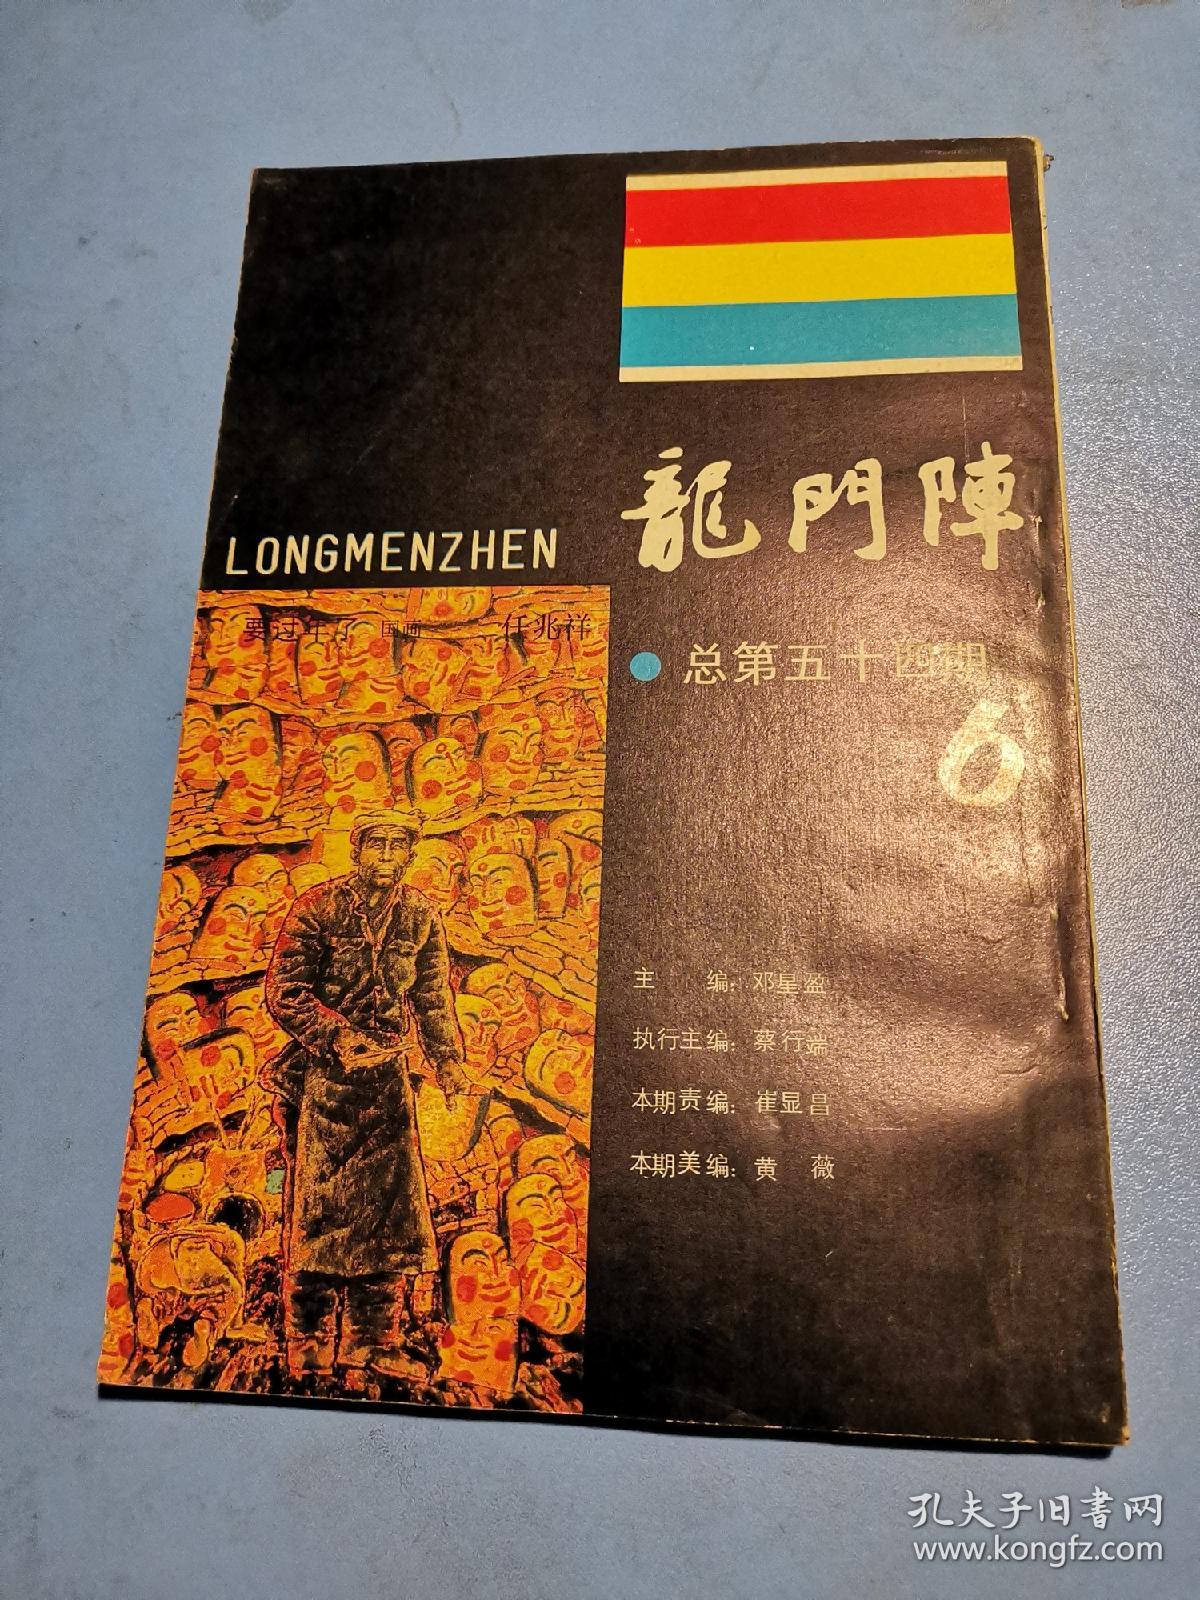 龍門陣
LONGMENZHEN
要过年了 国画 任兆祥
总第五十四期
6
主 编:邓星盈
执行主编:蔡行端
本期责编:崔显昌
本期美编:黄 薇
孔夫子旧书网
www.kongfz.com